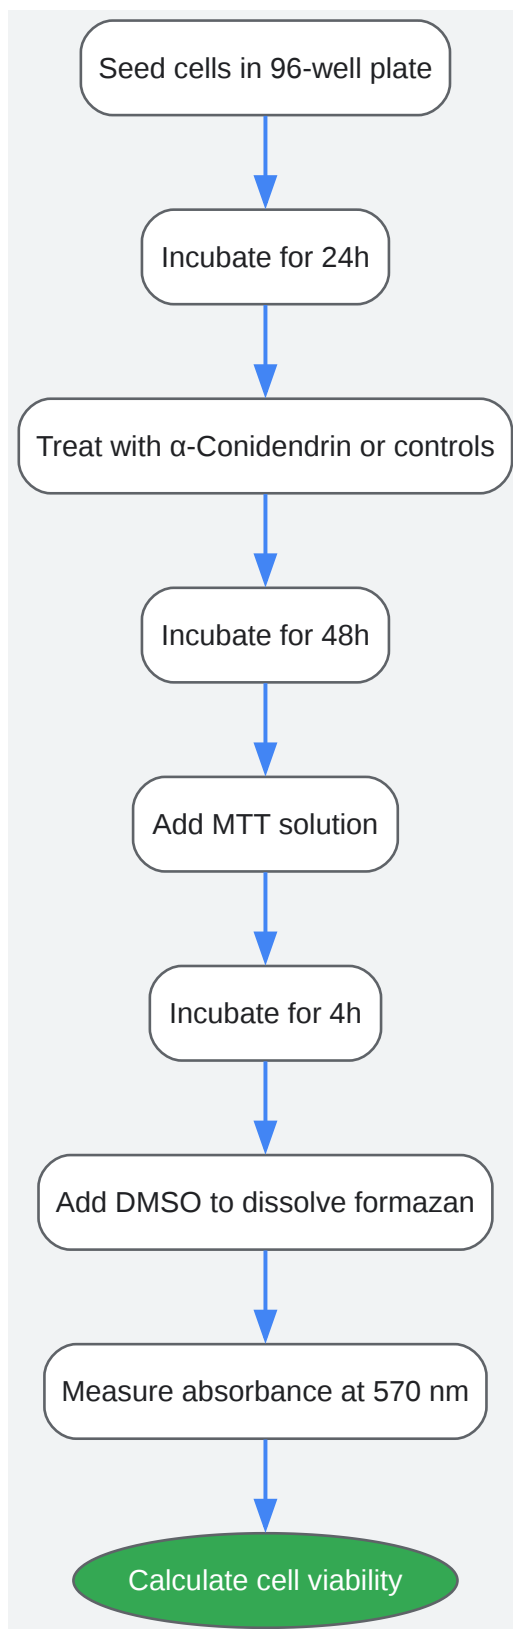 Seed cells in 96-well plate
Incubate for 24h
Treat with α-Conidendrin or controls
Incubate for 48h
Add MTT solution
Incubate for 4h
Add DMSO to dissolve formazan
Measure absorbance at 570 nm
Calculate cell viability